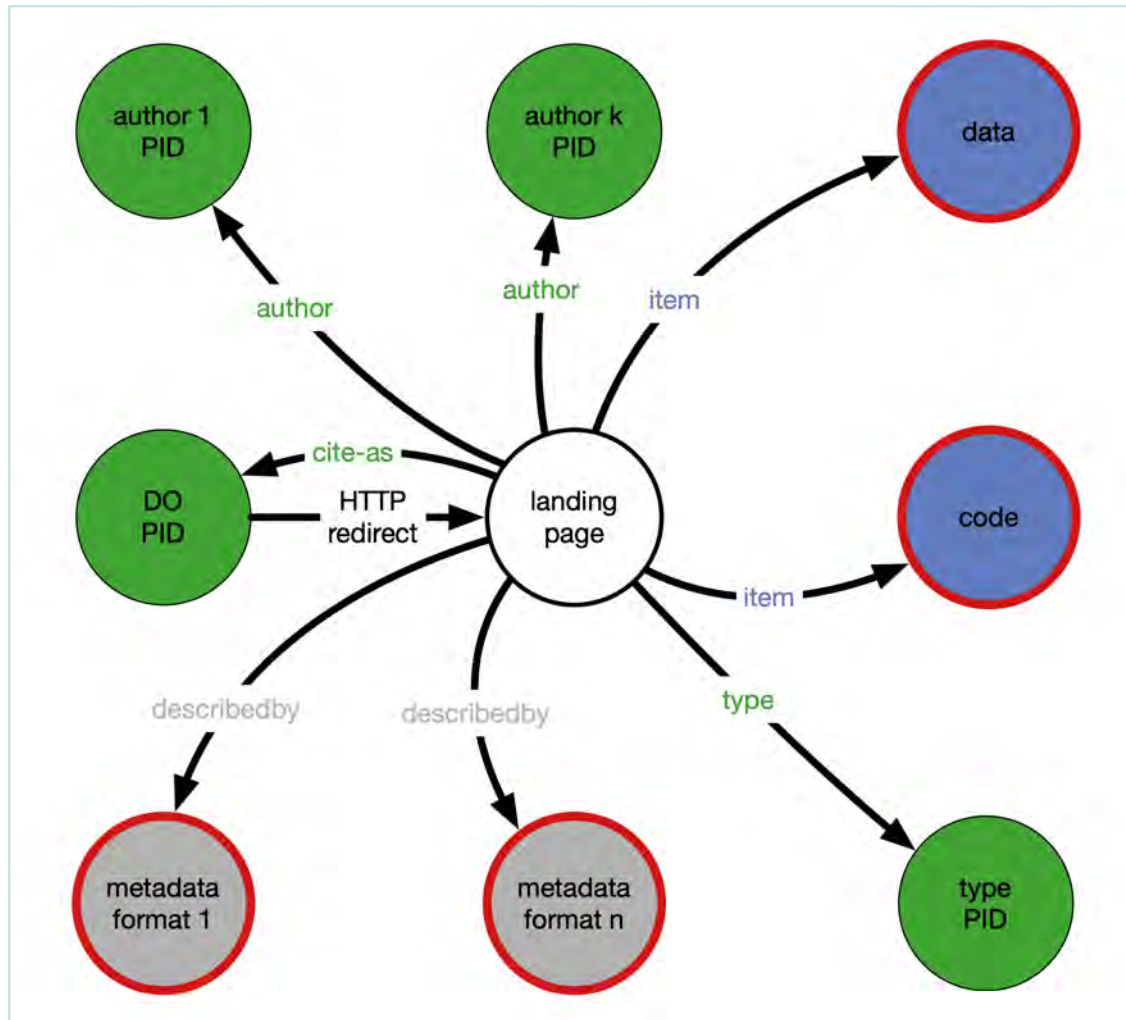 author 1
PID
author k
PID
data
author
author
item
cite-as
DO
PID
HTTP
redirect
landing
page
code
item
describedby
describedby
type
metadata
format 1
metadata
format n
type
PID